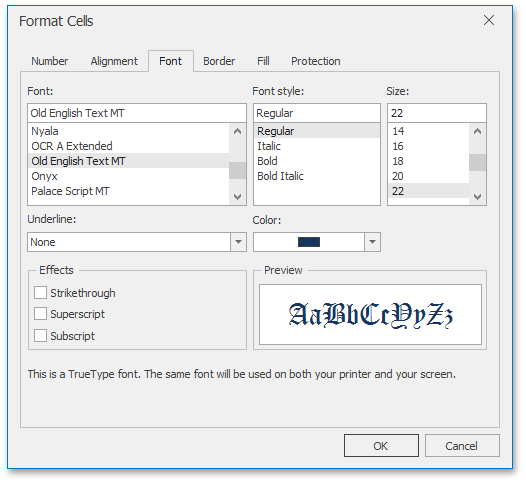 Format Cells
Number Alignment Font Border Fill Protection
Font: Font style: Size:
Old English Text MT Regular 22
Nyala Regular 14
OCR A Extended Italic 16
Old English Text MT Bold 18
Onyx Bold Italic 20
Palace Script MT 22
Underline: Color:
None
Effects Preview
Strikethrough
Superscript
Subscript
AaBbCcYyZz
This is a TrueType font. The same font will be used on both your printer and your screen.
OK Cancel